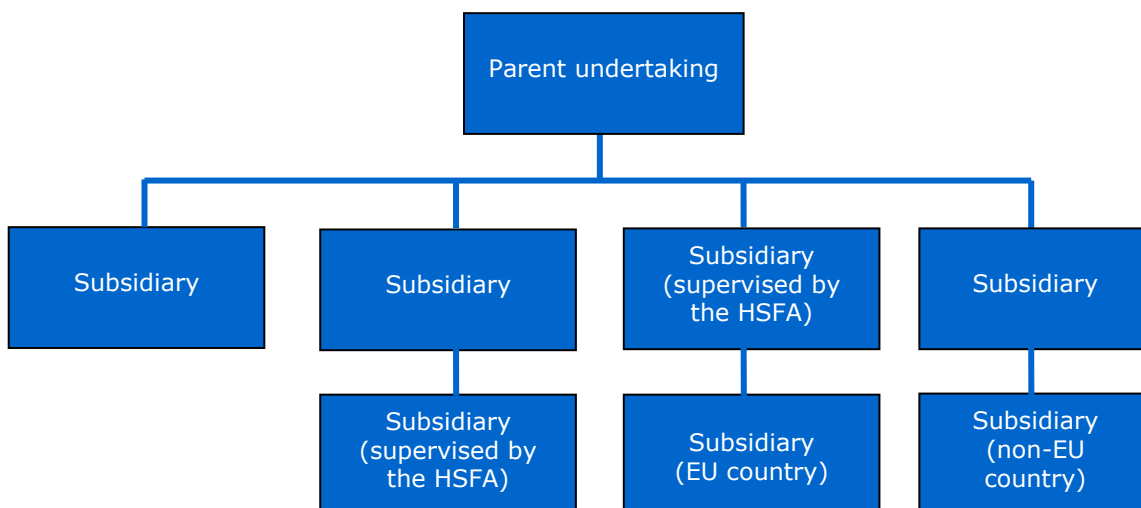 Parent undertaking
Subsidiary
Subsidiary
Subsidiary
(supervised by
the HSFA)
Subsidiary
Subsidiary
(supervised by
the HSFA)
Subsidiary
(EU country)
Subsidiary
(non-EU
country)